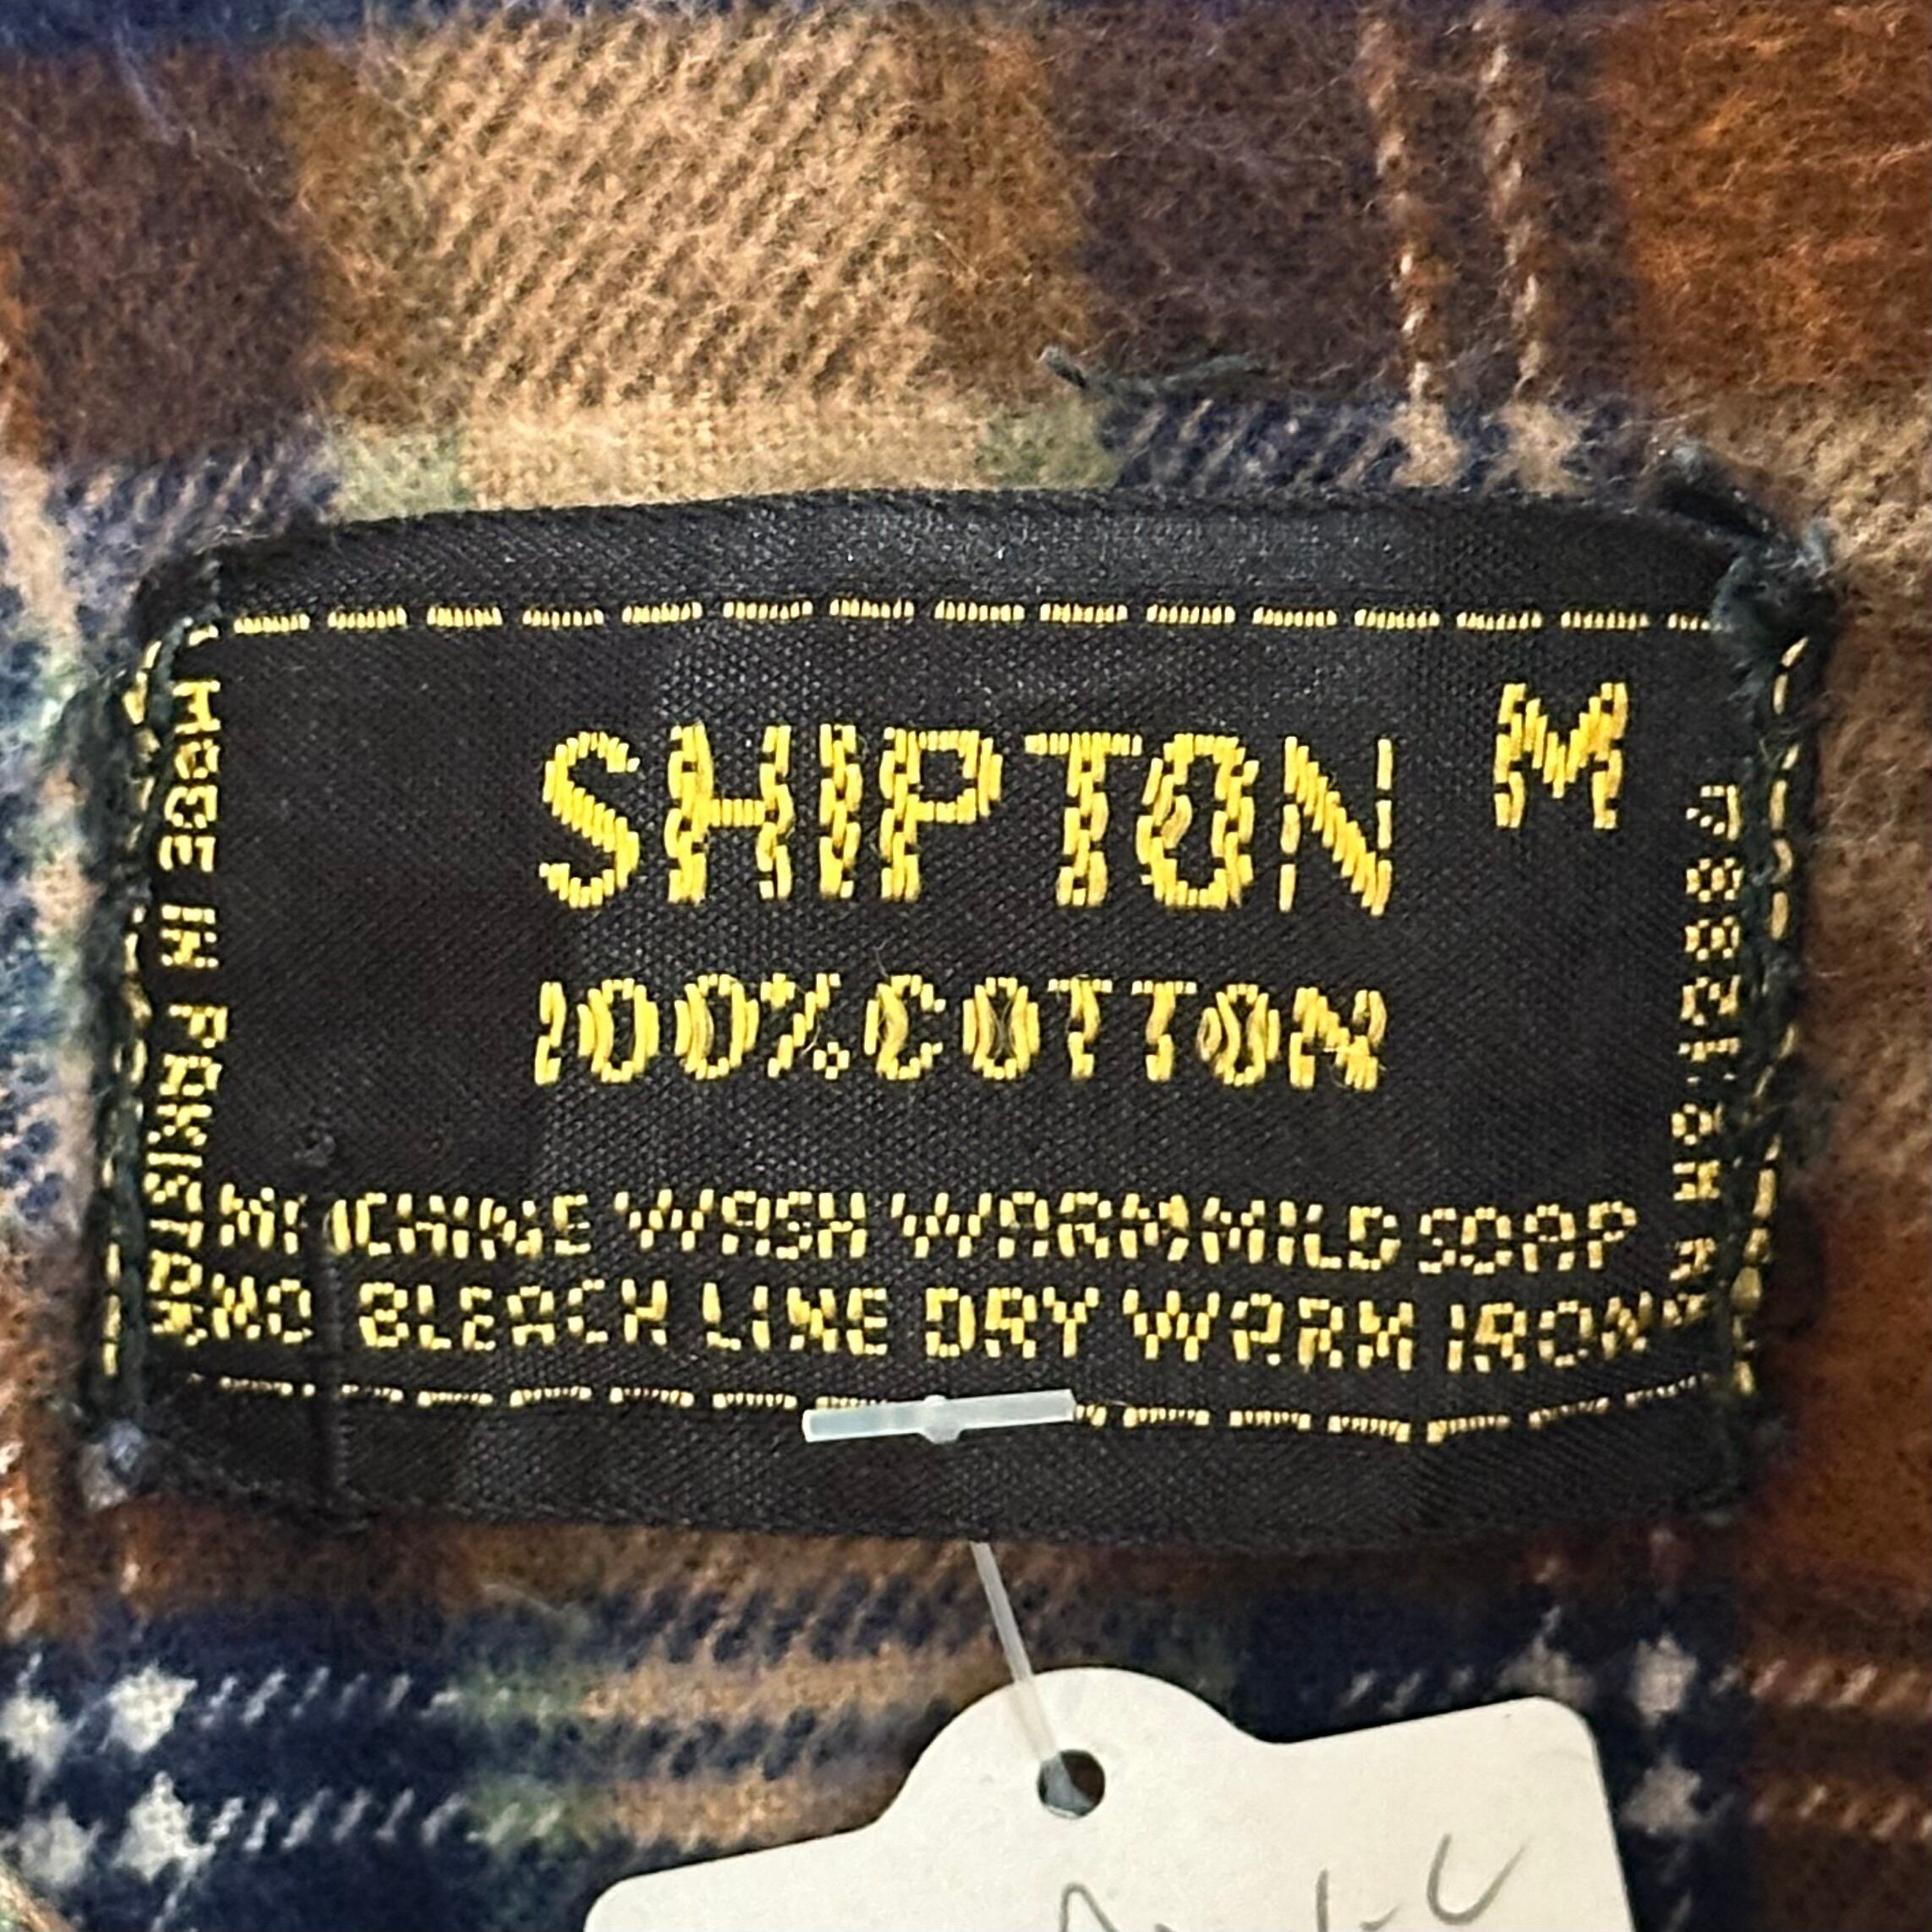 M
SHIPTON
100% COTTON
MACHINE WASH WARM MILD SOAP
NO BLEACH LINE DRY WARM IRON
MADE IN PAKISTAN